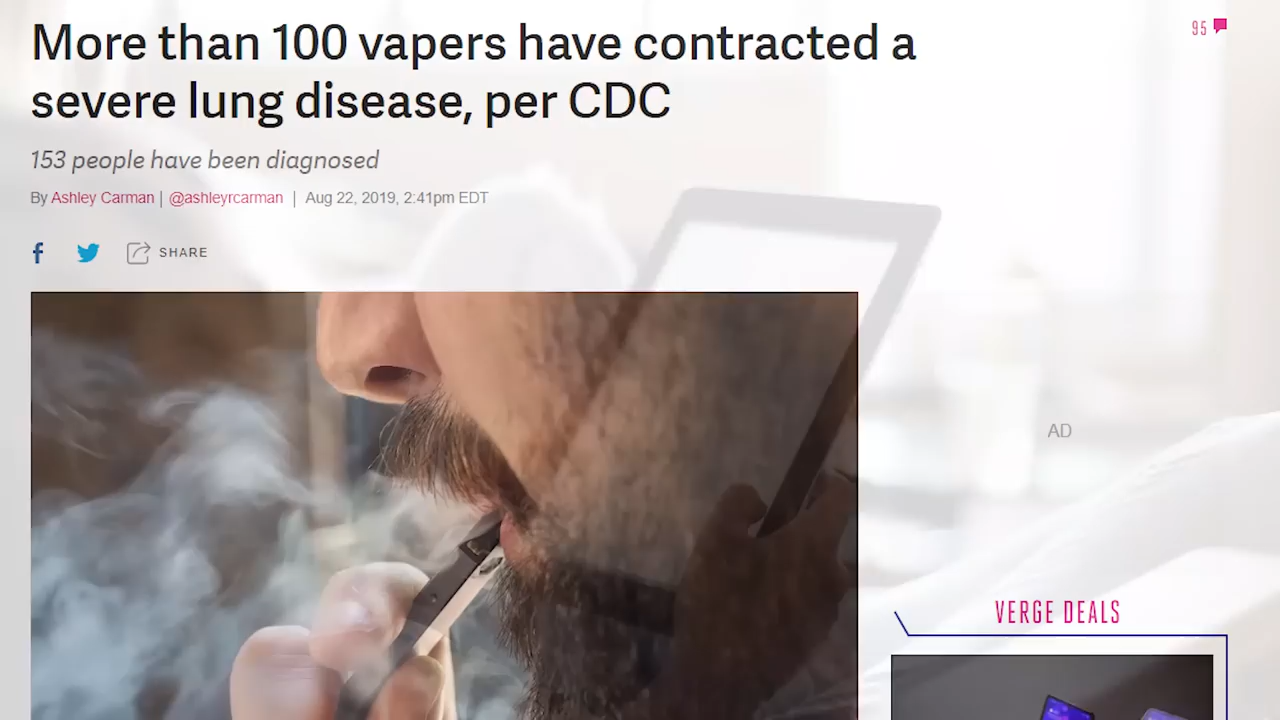 More than 100 vapers have contracted a
severe lung disease, per CDC
95
153 people have been diagnosed
By Ashley Carman | @ashleyrcarman | Aug 22, 2019, 2:41pm EDT
SHARE
AD
VERGE DEALS